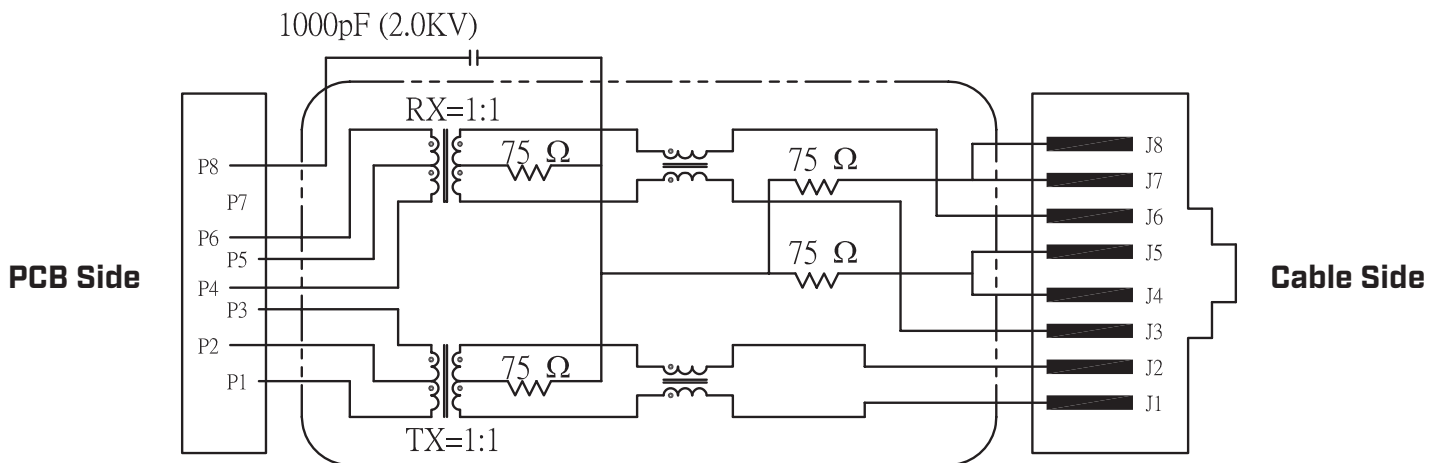 1000pF (2.0KV)
RX=1:1
75 Ω
75 Ω
75 Ω
75 Ω
TX=1:1
PCB Side
P8
P7
P6
P5
P4
P3
P2
P1
J8
J7
J6
J5
J4
J3
J2
J1
Cable Side